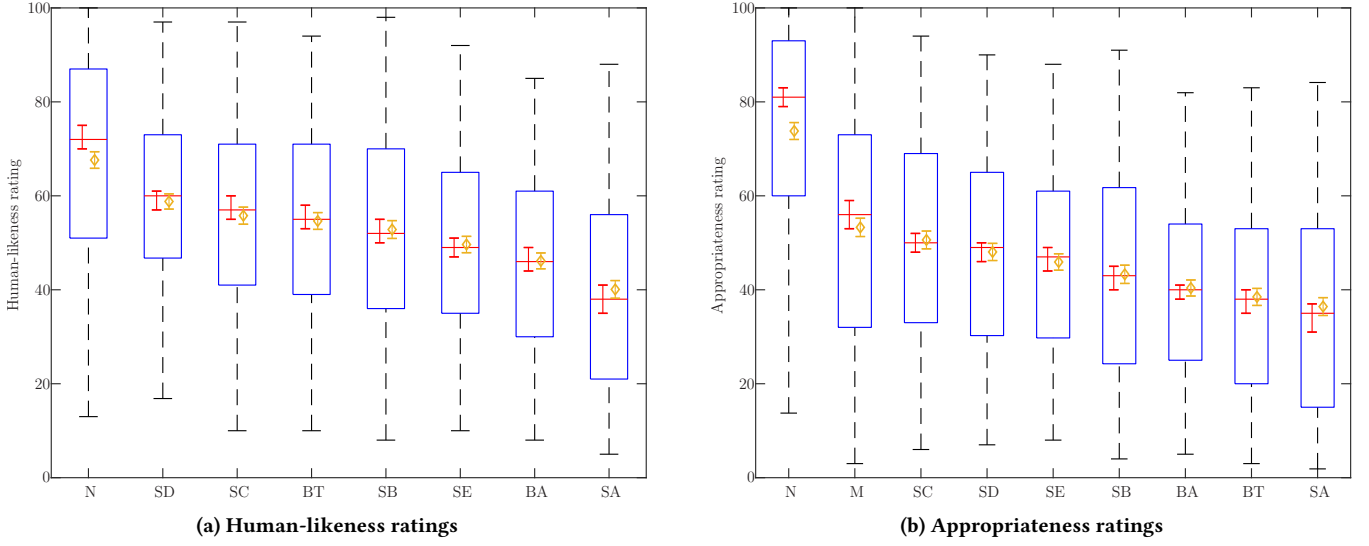 100
80
60
40
20
0
Human-likeness rating
N SD SC BT SB SE BA SA
(a) Human-likeness ratings
100
80
60
40
20
0
Appropriateness rating
N M SC SD SE SB BA BT SA
(b) Appropriateness ratings